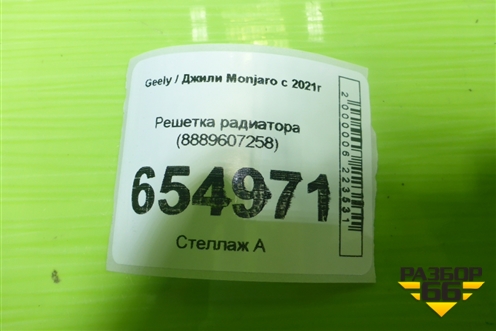 Geely / Джили Monjaro с 2021г
Решетка радиатора
(8889607258)
654971
Стеллаж А
2000006223531
РАЗБОР
66